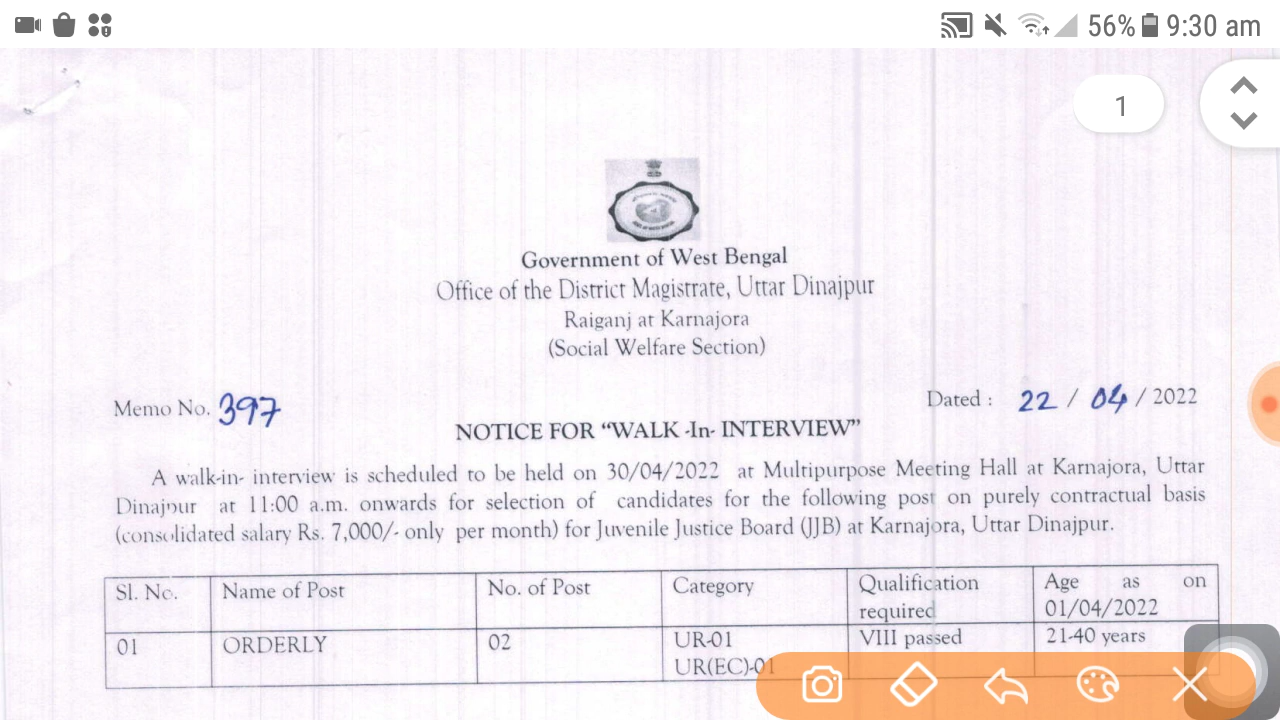 56% 9:30 am
1
Government of West Bengal
Office of the District Magistrate, Uttar Dinajpur
Raiganj at Karnajora
(Social Welfare Section)
Memo No. 397
Dated : 22 / 04 / 2022
NOTICE FOR “WALK -In- INTERVIEW”
A walk-in- interview is scheduled to be held on 30/04/2022 at Multipurpose Meeting Hall at Karnajora, Uttar
Dinajpur at 11:00 a.m. onwards for selection of candidates for the following post on purely contractual basis
(consolidated salary Rs. 7,000/- only per month) for Juvenile Justice Board (JJB) at Karnajora, Uttar Dinajpur.
Sl. No. Name of Post No. of Post Category Qualification required Age as on 01/04/2022
01 ORDERLY 02 UR-01 VIII passed 21-40 years
UR(EC)-01